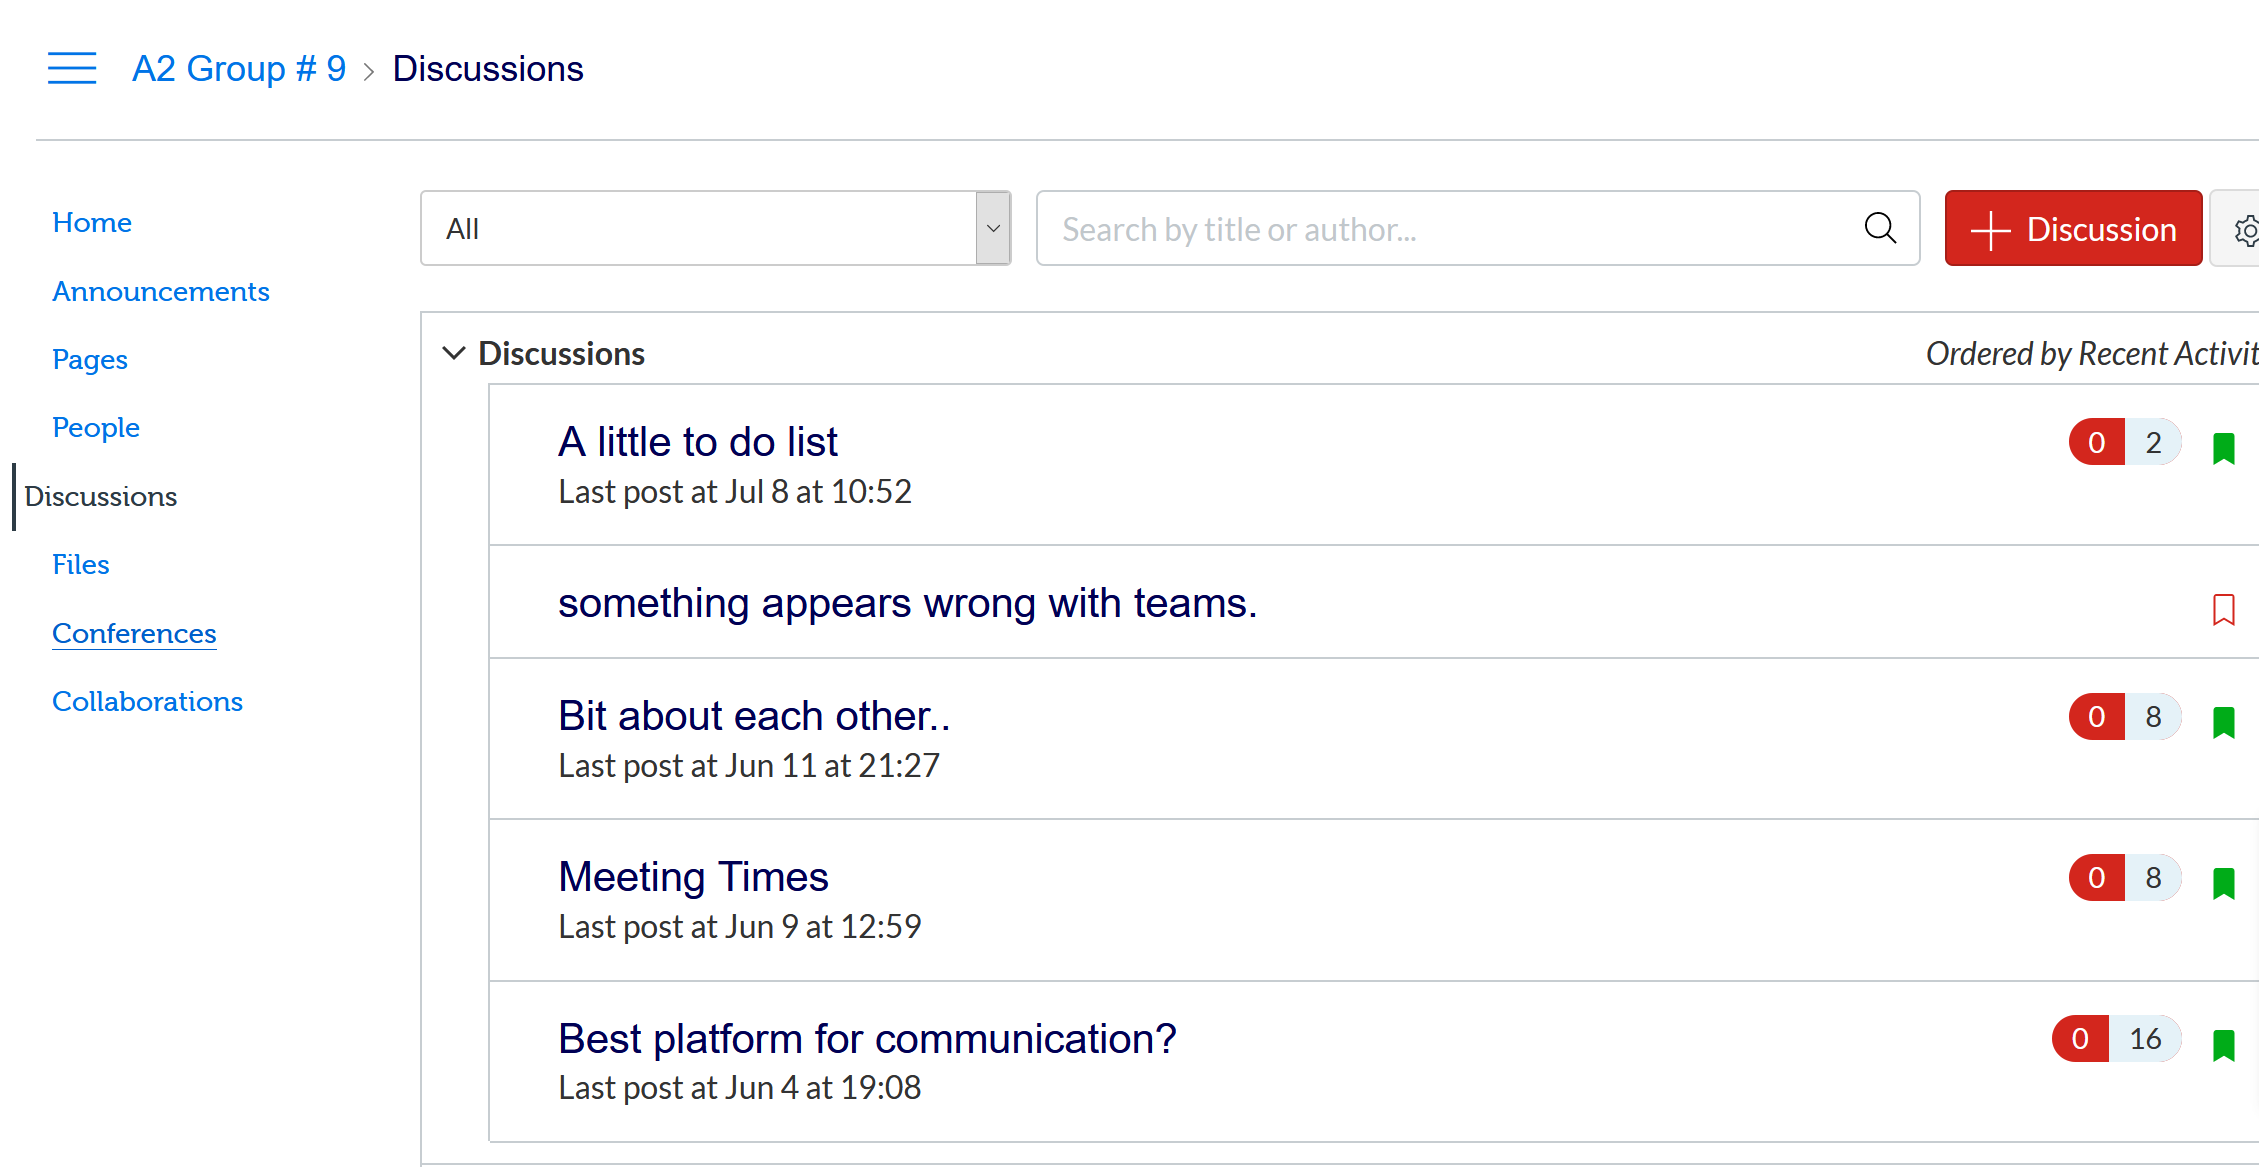 A2 Group # 9 › Discussions
Home
Announcements
Pages
People
Discussions
Files
Conferences
Collaborations
All
Search by title or author...
Discussion
Discussions
Ordered by Recent Activit
A little to do list
0 2
Last post at Jul 8 at 10:52
something appears wrong with teams.
Bit about each other..
0 8
Last post at Jun 11 at 21:27
Meeting Times
0 8
Last post at Jun 9 at 12:59
Best platform for communication?
0 16
Last post at Jun 4 at 19:08